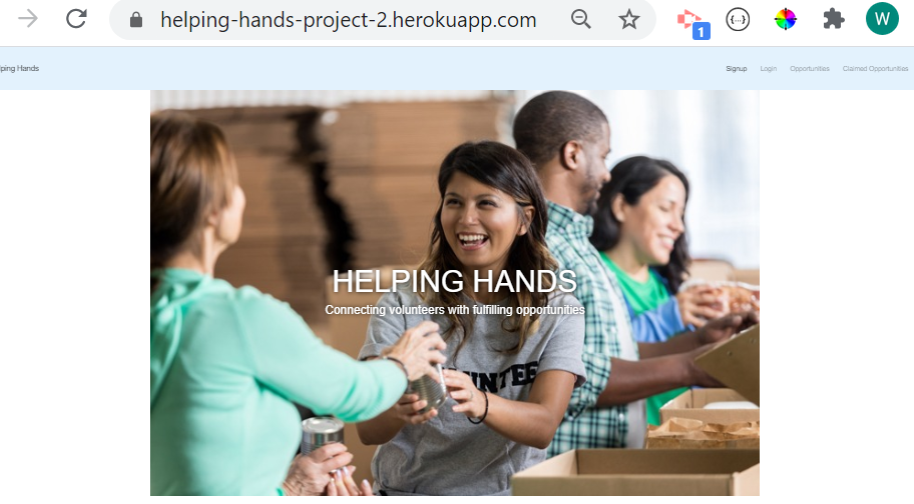 helping-hands-project-2.herokuapp.com
{...}
1
W
ping Hands
Signup Login Opportunities Claimed Opportunities
HELPING HANDS
Connecting volunteers with fulfilling opportunities
UNTEE